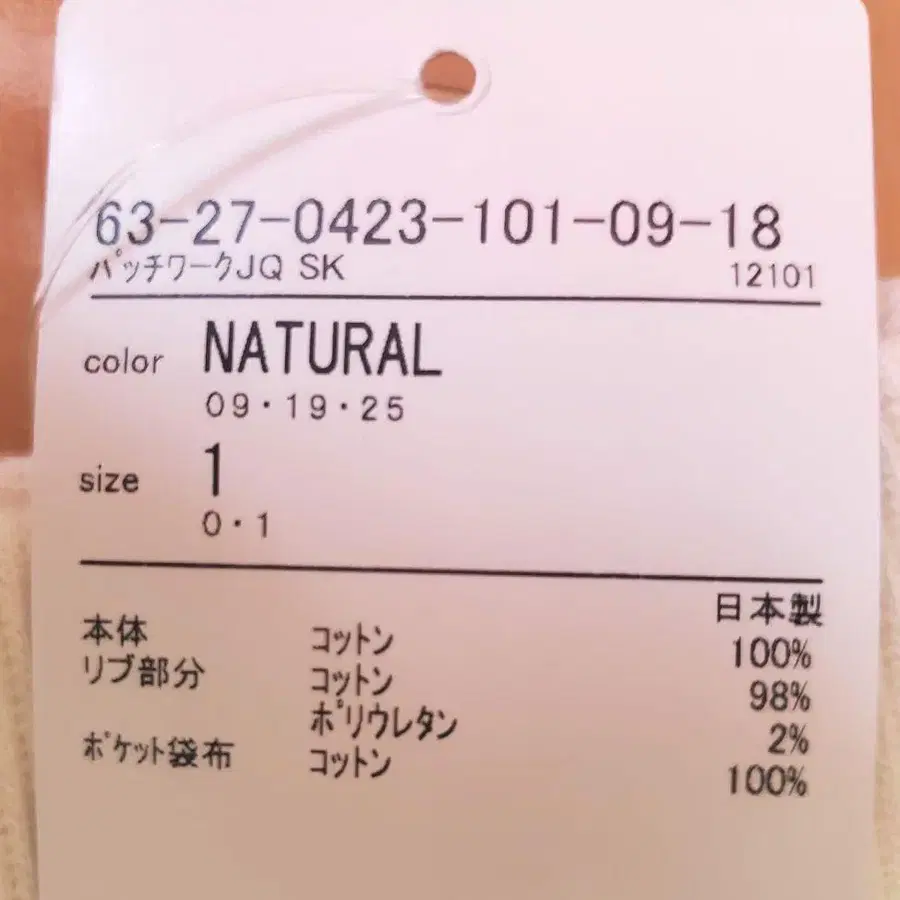 63-27-0423-101-09-18
パッチワークJQ SK 12101
color NATURAL
09・19・25
size 1
0・1
日本製
本体 コットン 100%
リブ部分 コットン 98%
ポリウレタン 2%
ポケット袋布 コットン 100%